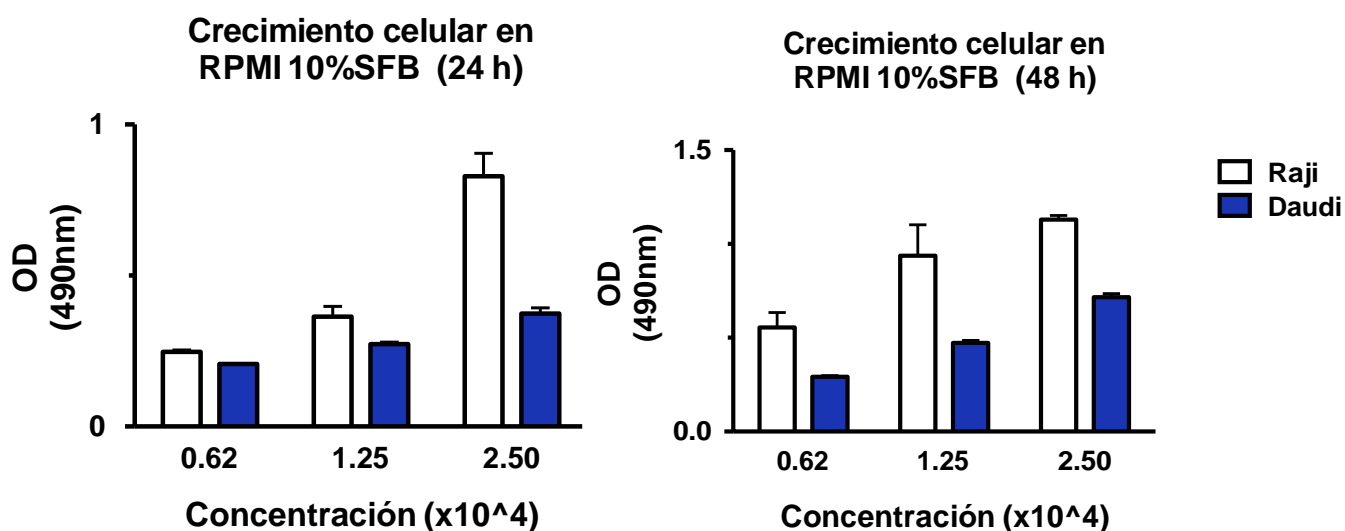 Crecimiento celular en
RPMI 10%SFB (24 h)
1
0
OD
(490nm)
0.62 1.25 2.50
Concentración (x10^4)
Crecimiento celular en
RPMI 10%SFB (48 h)
1.5
0.0
OD
(490nm)
0.62 1.25 2.50
Concentración (x10^4)
Raji
Daudi